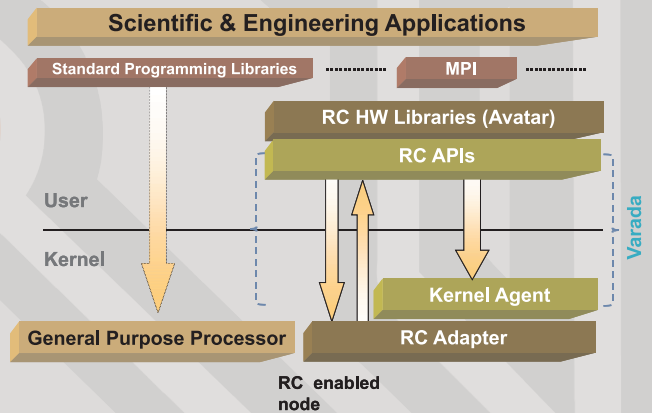 Scientific & Engineering Applications
Standard Programming Libraries
MPI
RC HW Libraries (Avatar)
RC APIs
User
Kernel
Varada
Kernel Agent
General Purpose Processor
RC Adapter
RC enabled
node